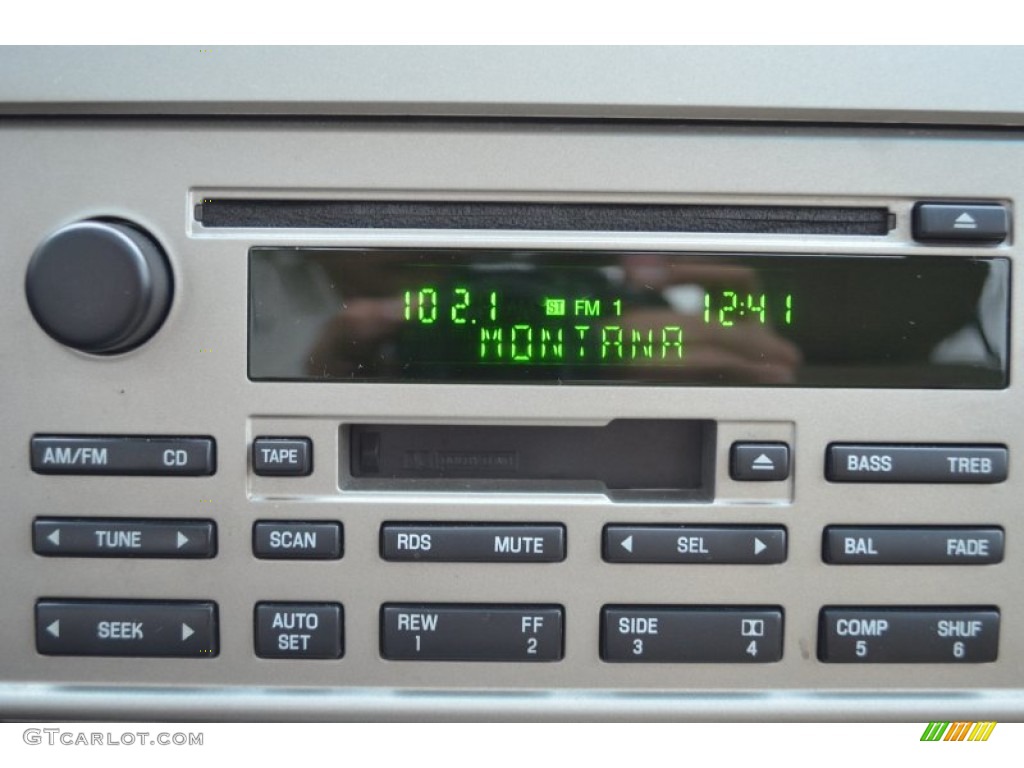 102.1 ST FM 1 12:41
MONTANA
AM/FM CD TAPE BASS TREB
TUNE SCAN RDS MUTE SEL BAL FADE
SEEK AUTO SET REW 1 FF 2 SIDE 3 4 COMP 5 SHUF 6
GTCARLOT.COM